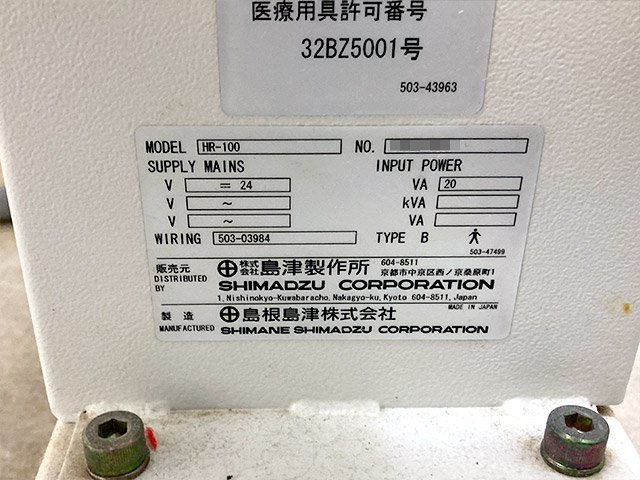 医療用具許可番号
32BZ5001号
503-43963
MODEL HR-100 NO.
SUPPLY MAINS INPUT POWER
V ⎓ 24 VA 20
V ~ kVA
V ~ VA
WIRING 503-03984 TYPE B
503-47499
販売元 株式会社 島津製作所 604-8511 京都市中京区西ノ京桑原町1
DISTRIBUTED BY SHIMADZU CORPORATION
1, Nishinokyo-Kuwabaracho, Nakagyo-ku, Kyoto 604-8511, Japan
MADE IN JAPAN
製造 島根島津株式会社
MANUFACTURED SHIMANE SHIMADZU CORPORATION